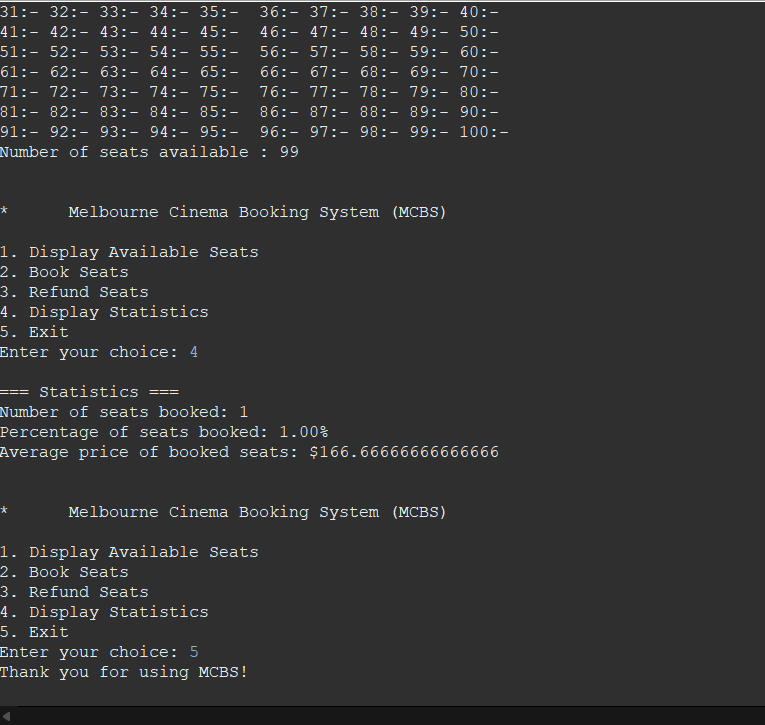 31:- 32:- 33:- 34:- 35:-  36:- 37:- 38:- 39:- 40:-
41:- 42:- 43:- 44:- 45:-  46:- 47:- 48:- 49:- 50:-
51:- 52:- 53:- 54:- 55:-  56:- 57:- 58:- 59:- 60:-
61:- 62:- 63:- 64:- 65:-  66:- 67:- 68:- 69:- 70:-
71:- 72:- 73:- 74:- 75:-  76:- 77:- 78:- 79:- 80:-
81:- 82:- 83:- 84:- 85:-  86:- 87:- 88:- 89:- 90:-
91:- 92:- 93:- 94:- 95:-  96:- 97:- 98:- 99:- 100:-
Number of seats available : 99
*      Melbourne Cinema Booking System (MCBS)
1. Display Available Seats
2. Book Seats
3. Refund Seats
4. Display Statistics
5. Exit
Enter your choice: 4
=== Statistics ===
Number of seats booked: 1
Percentage of seats booked: 1.00%
Average price of booked seats: $166.66666666666666
*      Melbourne Cinema Booking System (MCBS)
1. Display Available Seats
2. Book Seats
3. Refund Seats
4. Display Statistics
5. Exit
Enter your choice: 5
Thank you for using MCBS!